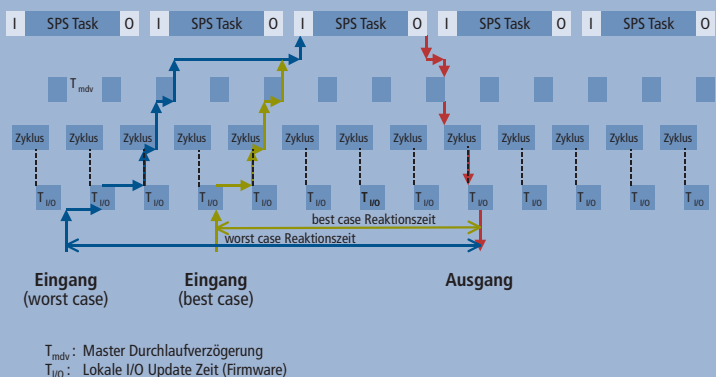 I SPS Task O I SPS Task O I SPS Task O I SPS Task O I SPS Task O
Tmdv
Zyklus Zyklus Zyklus Zyklus Zyklus Zyklus Zyklus Zyklus Zyklus Zyklus Zyklus Zyklus Zyklus
TI/O TI/O TI/O TI/O TI/O TI/O TI/O TI/O TI/O TI/O TI/O TI/O
best case Reaktionszeit
worst case Reaktionszeit
Eingang Eingang Ausgang
(worst case) (best case)
Tmdv : Master Durchlaufverzögerung
TI/O : Lokale I/O Update Zeit (Firmware)